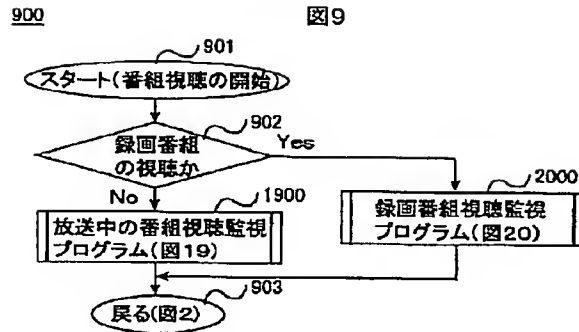 900
図9
901
スタート(番組視聴の開始)
902
録画番組
の視聴か
Yes
No
1900
放送中の番組視聴監視
プログラム(図19)
2000
録画番組視聴監視
プログラム(図20)
903
戻る(図2)